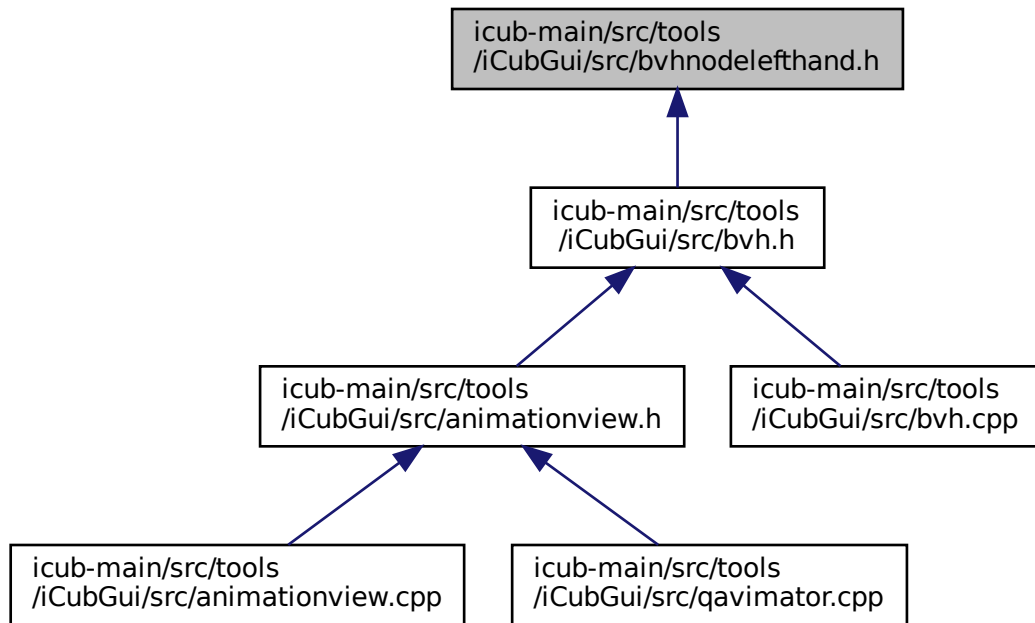 icub-main/src/tools
/iCubGui/src/bvhnodelefthand.h
icub-main/src/tools
/iCubGui/src/bvh.h
icub-main/src/tools
/iCubGui/src/animationview.h
icub-main/src/tools
/iCubGui/src/bvh.cpp
icub-main/src/tools
/iCubGui/src/animationview.cpp
icub-main/src/tools
/iCubGui/src/qavimator.cpp